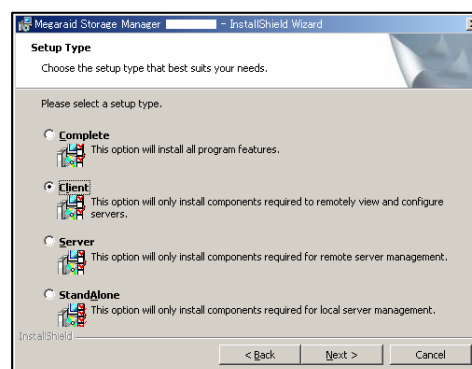 Megaraid Storage Manager - InstallShield Wizard
Setup Type
Choose the setup type that best suits your needs.
Please select a setup type.
Complete
This option will install all program features.
Client
This option will only install components required to remotely view and configure
servers.
Server
This option will only install components required for remote server management.
StandAlone
This option will only install components required for local server management.
InstallShield
< Back
Next >
Cancel